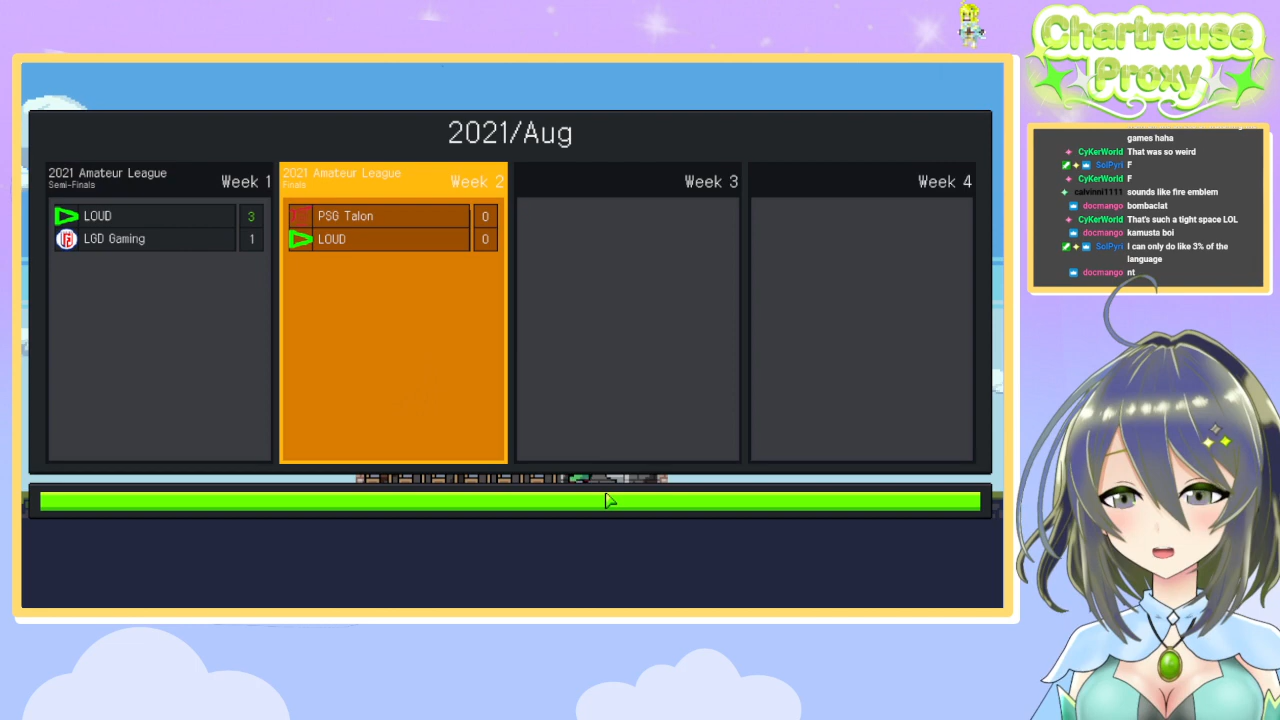 Chartreuse
Proxy
2021/Aug
2021 Amateur League
Semi-Finals
Week 1
LOUD 3
LGD Gaming 1
2021 Amateur League
Finals
Week 2
PSG Talon 0
LOUD 0
Week 3
Week 4
games haha
CyKerWorld That was so weird
SolPyri F
CyKerWorld F
calvinni1111 sounds like fire emblem
docmango bombaclat
CyKerWorld That's such a tight space LOL
docmango kamusta boi
SolPyri I can only do like 3% of the
language
docmango nt